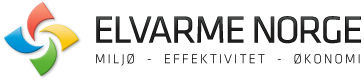 ELVARME NORGE
MILJØ - EFFEKTIVITET - ØKONOMI